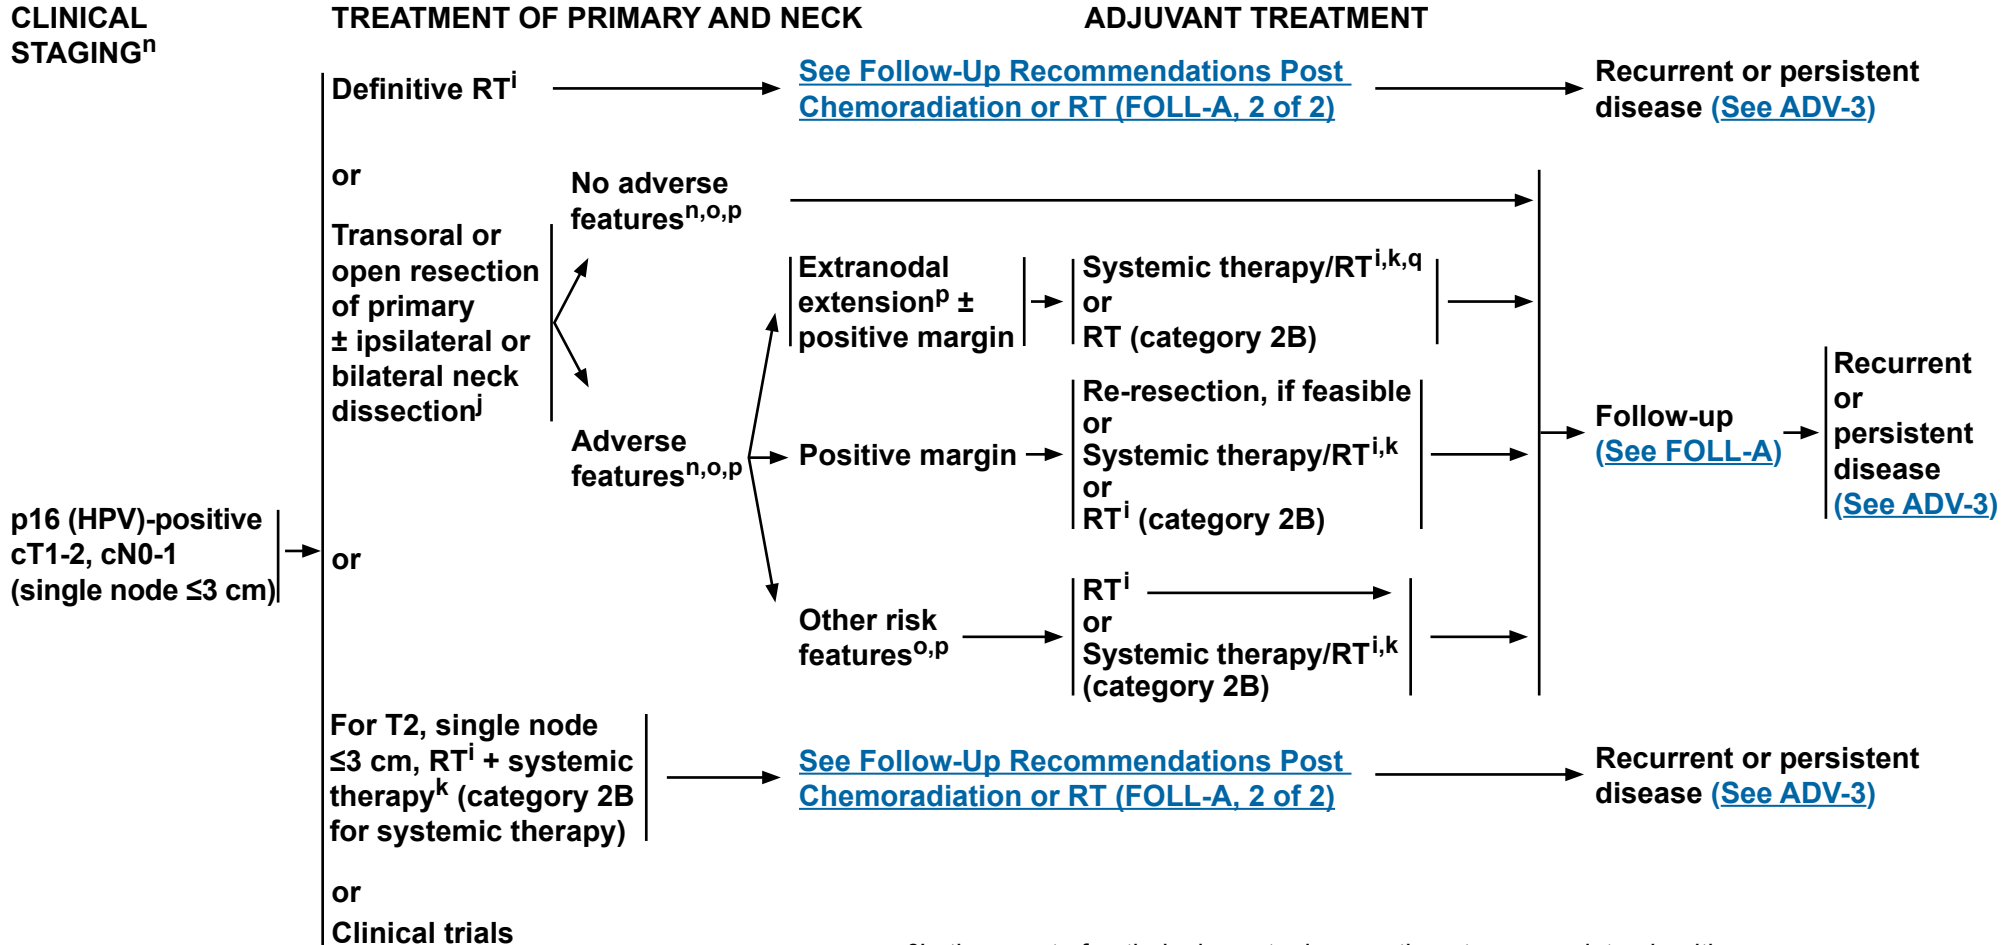 CLINICAL
STAGINGⁿ
TREATMENT OF PRIMARY AND NECK
ADJUVANT TREATMENT
p16 (HPV)-positive
cT1-2, cN0-1
(single node ≤3 cm)
Definitive RTⁱ
See Follow-Up Recommendations Post
Chemoradiation or RT (FOLL-A, 2 of 2)
Recurrent or persistent
disease (See ADV-3)
or
Transoral or
open resection
of primary
± ipsilateral or
bilateral neck
dissectionʲ
No adverse
featuresⁿ,ᵒ,ᵖ
Adverse
featuresⁿ,ᵒ,ᵖ
Extranodal
extensionᵖ ±
positive margin
Systemic therapy/RTⁱ,ᵏ,q
or
RT (category 2B)
Positive margin
Re-resection, if feasible
or
Systemic therapy/RTⁱ,ᵏ
or
RTⁱ (category 2B)
Other risk
featuresᵒ,ᵖ
RTⁱ
or
Systemic therapy/RTⁱ,ᵏ
(category 2B)
Follow-up
(See FOLL-A)
Recurrent
or
persistent
disease
(See ADV-3)
or
For T2, single node
≤3 cm, RTⁱ + systemic
therapyᵏ (category 2B
for systemic therapy)
See Follow-Up Recommendations Post
Chemoradiation or RT (FOLL-A, 2 of 2)
Recurrent or persistent
disease (See ADV-3)
or
Clinical trials